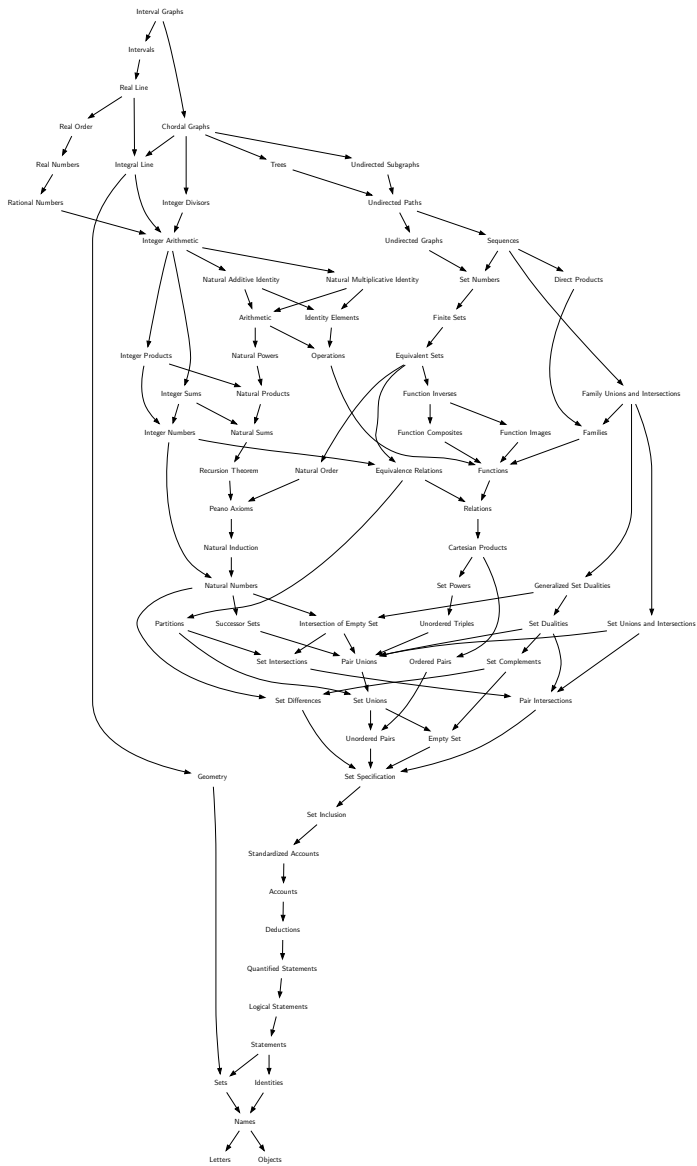 Interval Graphs
Intervals
Real Line
Real Order
Chordal Graphs
Real Numbers
Integral Line
Trees
Undirected Subgraphs
Rational Numbers
Integer Divisors
Undirected Paths
Integer Arithmetic
Undirected Graphs
Sequences
Natural Additive Identity
Natural Multiplicative Identity
Set Numbers
Direct Products
Arithmetic
Identity Elements
Finite Sets
Integer Products
Natural Powers
Operations
Equivalent Sets
Integer Sums
Natural Products
Function Inverses
Family Unions and Intersections
Integer Numbers
Natural Sums
Function Composites
Function Images
Families
Recursion Theorem
Natural Order
Equivalence Relations
Functions
Peano Axioms
Relations
Natural Induction
Cartesian Products
Natural Numbers
Set Powers
Generalized Set Dualities
Partitions
Successor Sets
Intersection of Empty Set
Unordered Triples
Set Dualities
Set Unions and Intersections
Set Intersections
Pair Unions
Ordered Pairs
Set Complements
Set Differences
Set Unions
Pair Intersections
Unordered Pairs
Empty Set
Geometry
Set Specification
Set Inclusion
Standardized Accounts
Accounts
Deductions
Quantified Statements
Logical Statements
Statements
Sets
Identities
Names
Letters
Objects